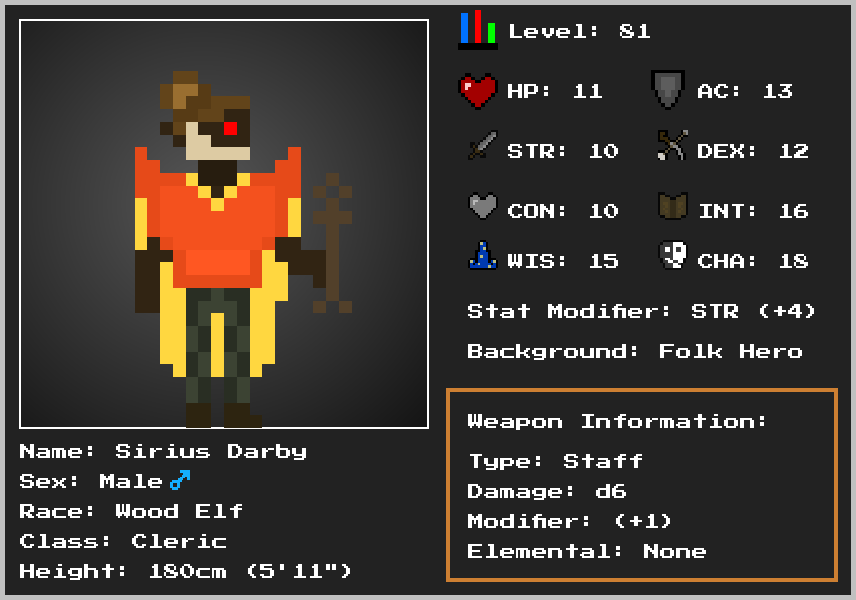 Level: 81
HP: 11
AC: 13
STR: 10
DEX: 12
CON: 10
INT: 16
WIS: 15
CHA: 18
Stat Modifier: STR (+4)
Background: Folk Hero
Weapon Information:
Type: Staff
Damage: d6
Modifier: (+1)
Elemental: None
Name: Sirius Darby
Sex: Male♂
Race: Wood Elf
Class: Cleric
Height: 180cm (5'11")